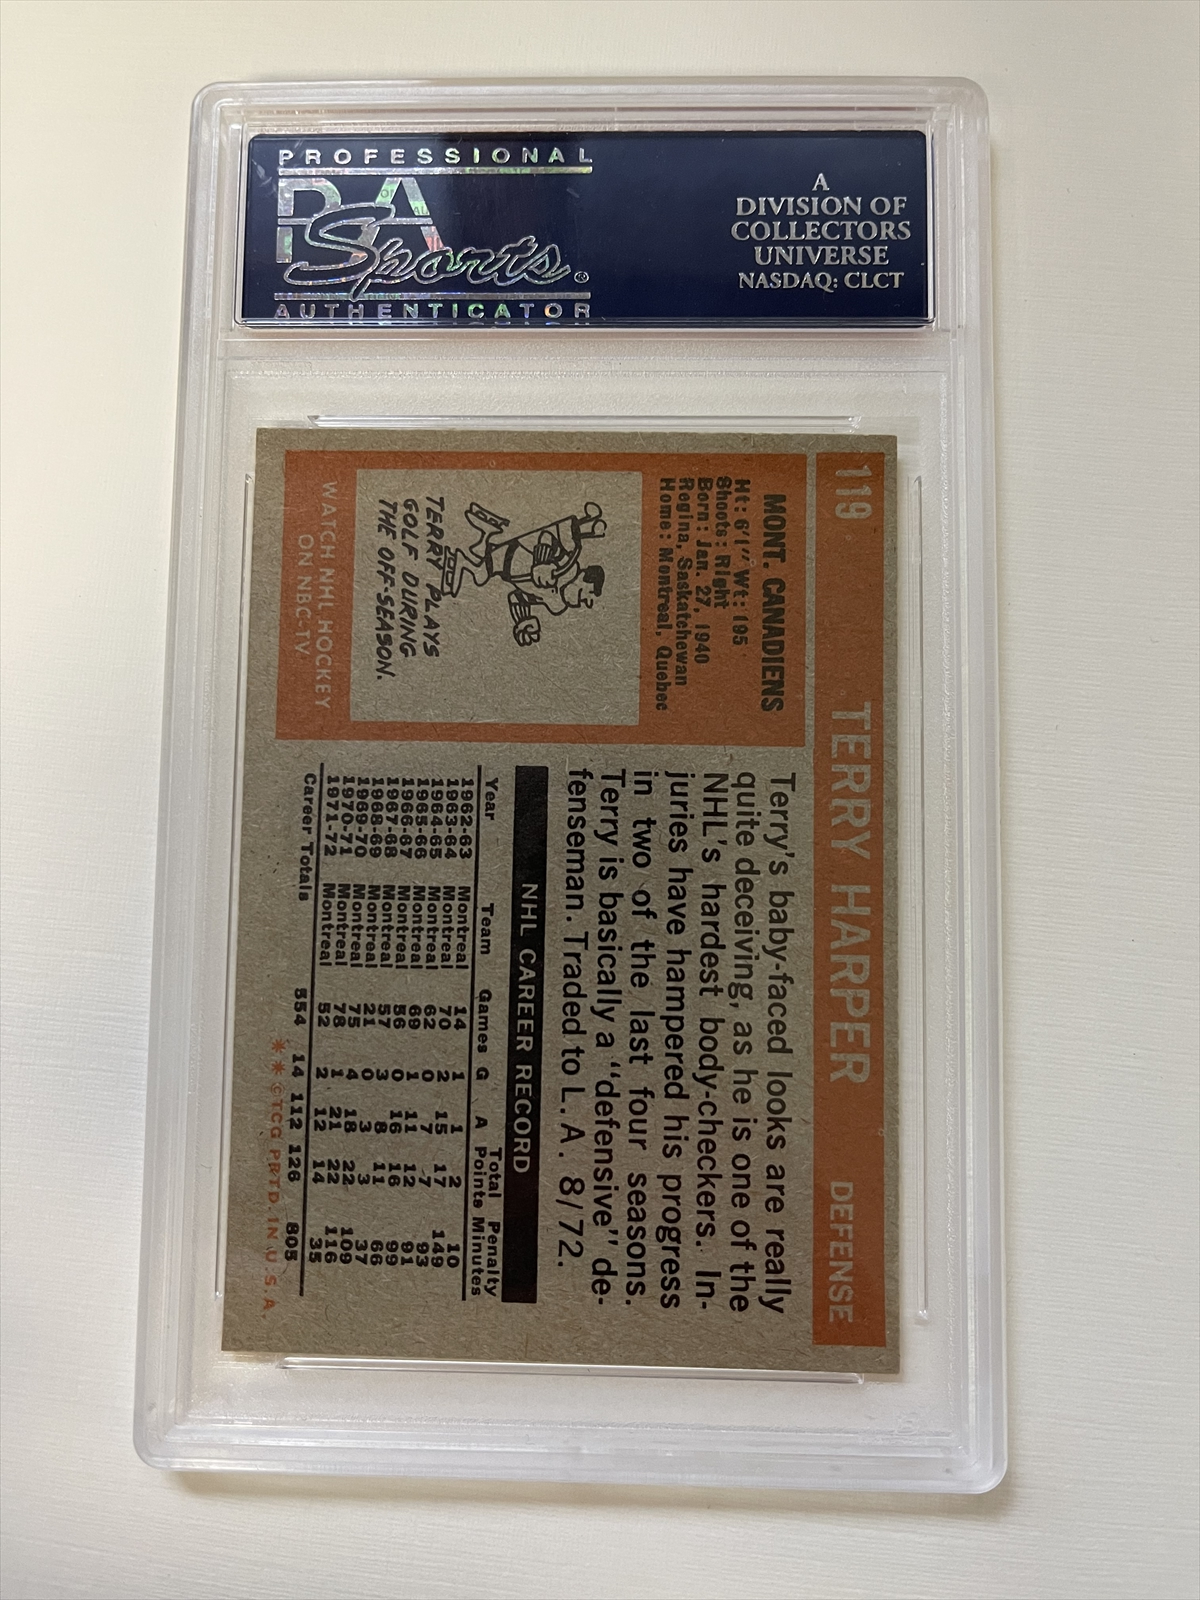 PROFESSIONAL
PSA
Sports®
AUTHENTICATOR
A
DIVISION OF
COLLECTORS
UNIVERSE
NASDAQ: CLCT
119 TERRY HARPER DEFENSE
MONT. CANADIENS
Ht: 6'1" Wt: 195
Shoots: Right
Born: Jan. 27, 1940
Regina, Saskatchewan
Home: Montreal, Quebec
TERRY PLAYS
GOLF DURING
THE OFF-SEASON.
WATCH NHL HOCKEY
ON NBC-TV
Terry's baby-faced looks are really
quite deceiving, as he is one of the
NHL's hardest body-checkers. In-
juries have hampered his progress
in two of the last four seasons.
Terry is basically a "defensive" de-
fenseman. Traded to L.A. 8/72.
NHL CAREER RECORD
Total Penalty
Year Team Games G A Points Minutes
1962-63 Montreal 14 1 1 2 10
1963-64 Montreal 70 2 15 17 149
1964-65 Montreal 62 0 7 7 93
1965-66 Montreal 69 1 11 12 91
1966-67 Montreal 56 0 16 16 99
1967-68 Montreal 57 3 8 11 66
1968-69 Montreal 21 0 3 3 37
1969-70 Montreal 75 4 18 22 109
1970-71 Montreal 78 1 21 22 116
1971-72 Montreal 52 2 12 14 35
Career Totals 554 14 112 126 805
** © T.C.G. PRTD. IN U.S.A.